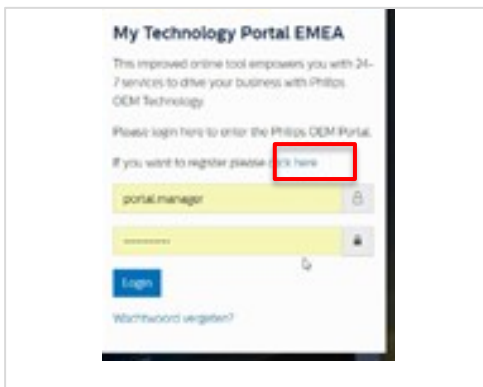 My Technology Portal EMEA
This improved online tool empowers you with 24-
7 services to drive your business with Philips
OEM Technology.
Please login here to enter the Philips OEM Portal.
If you want to register please click here
portal.manager
Login
Wachtwoord vergeten?